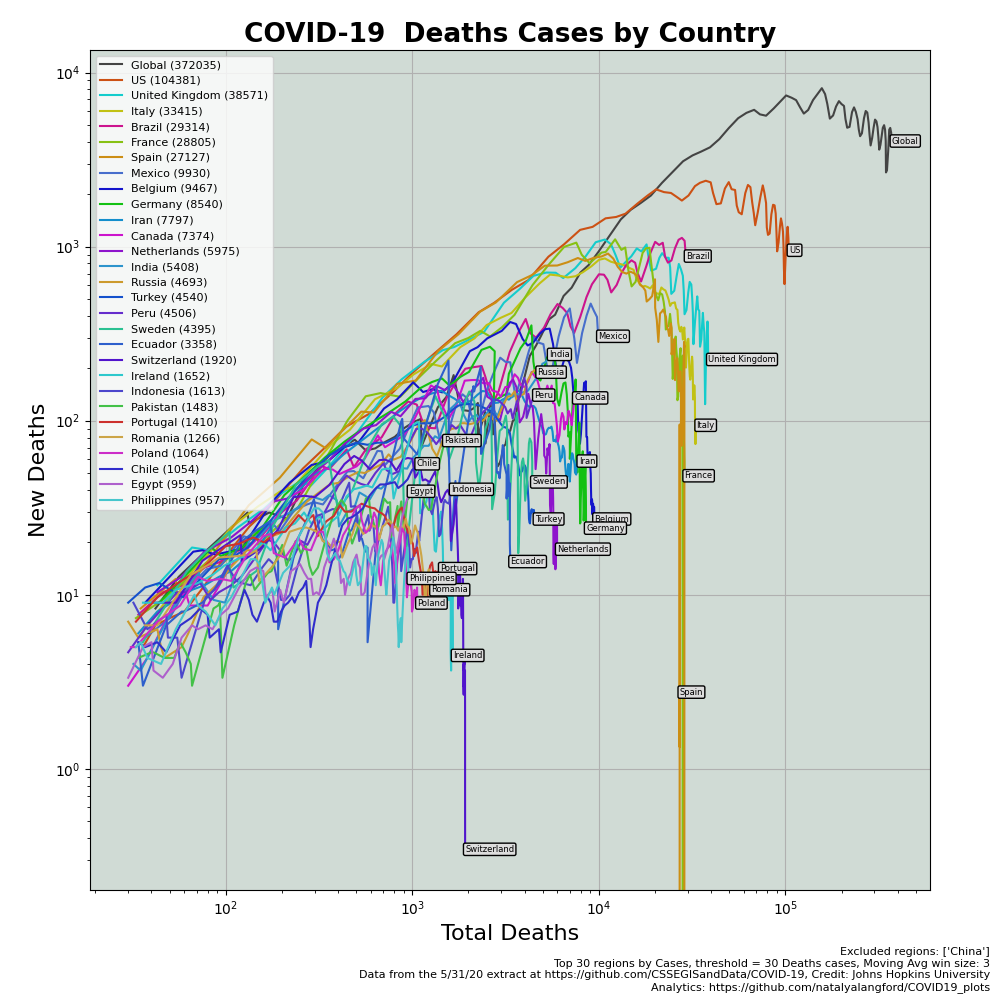 COVID-19  Deaths Cases by Country
Global (372035)
US (104381)
United Kingdom (38571)
Italy (33415)
Brazil (29314)
France (28805)
Spain (27127)
Mexico (9930)
Belgium (9467)
Germany (8540)
Iran (7797)
Canada (7374)
Netherlands (5975)
India (5408)
Russia (4693)
Turkey (4540)
Peru (4506)
Sweden (4395)
Ecuador (3358)
Switzerland (1920)
Ireland (1652)
Indonesia (1613)
Pakistan (1483)
Portugal (1410)
Romania (1266)
Poland (1064)
Chile (1054)
Egypt (959)
Philippines (957)
New Deaths
10⁴
10³
10²
10¹
10⁰
Global
US
Brazil
Mexico
India
United Kingdom
Russia
Peru
Canada
Italy
Pakistan
Chile
Iran
France
Sweden
Egypt
Indonesia
Turkey
Belgium
Germany
Netherlands
Ecuador
Portugal
Philippines
Romania
Poland
Ireland
Spain
Switzerland
10²
10³
10⁴
10⁵
Total Deaths
Excluded regions: ['China']
Top 30 regions by Cases, threshold = 30 Deaths cases, Moving Avg win size: 3
Data from the 5/31/20 extract at https://github.com/CSSEGISandData/COVID-19, Credit: Johns Hopkins University
Analytics: https://github.com/natalyalangford/COVID19_plots